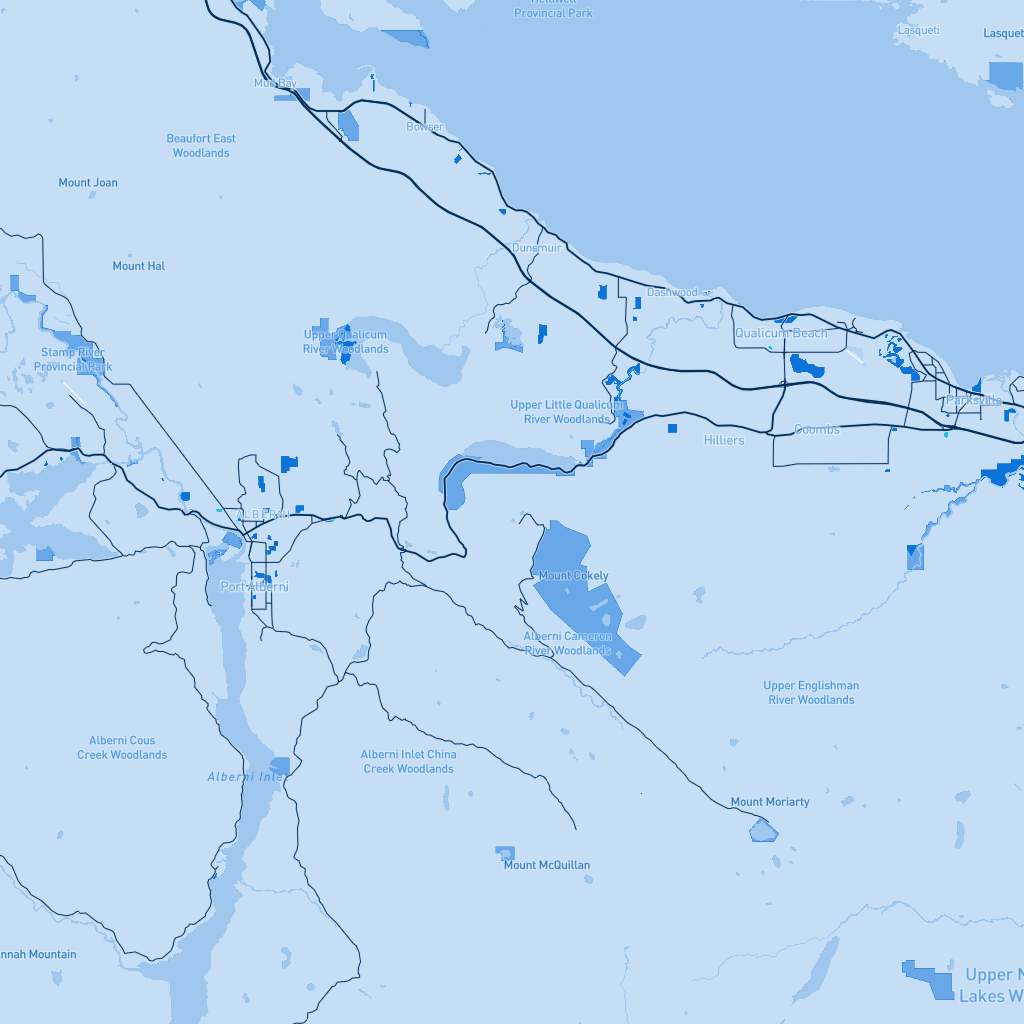 Provincial Park
Lasqueti
Lasquet
Mud Bay
Bowser
Beaufort East
Woodlands
Mount Joan
Dunsmuir
Mount Hal
Dashwood
Qualicum Beach
Upper Qualicum
River Woodlands
Stamp River
Provincial Park
Parksville
Upper Little Qualicum
River Woodlands
Coombs
Hilliers
ALBERNI
Mount Cokely
Port Alberni
Alberni Cameron
River Woodlands
Upper Englishman
River Woodlands
Alberni Cous
Creek Woodlands
Alberni Inlet China
Creek Woodlands
Alberni Inle
Mount Moriarty
Mount McQuillan
nnah Mountain
Upper N
Lakes W